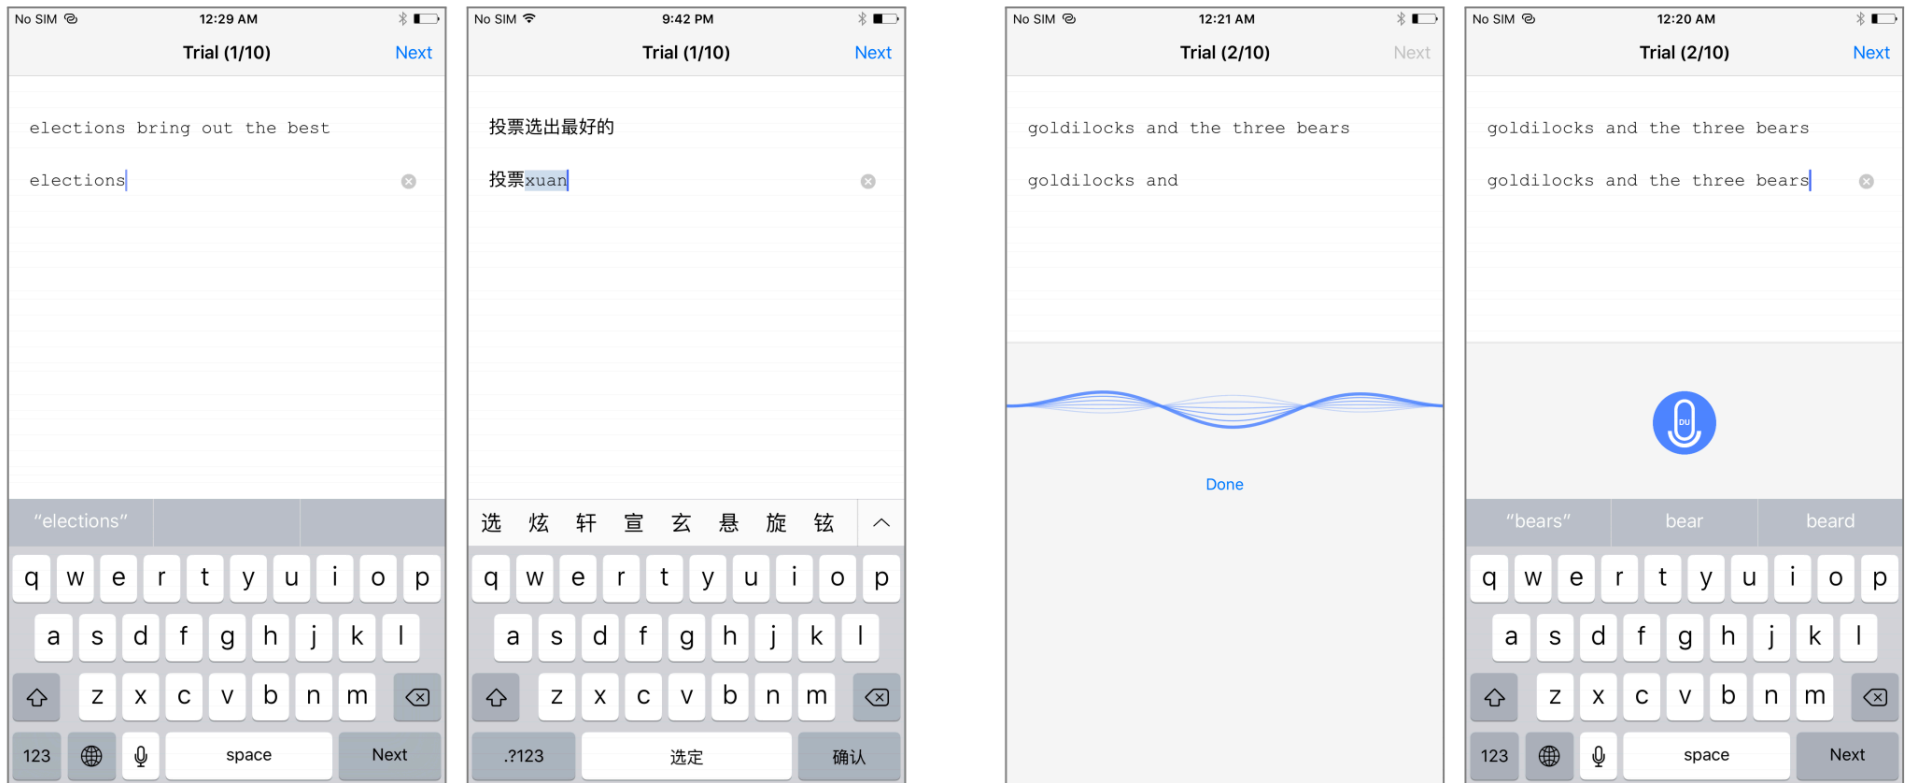 No SIM 12:29 AM
Trial (1/10) Next
elections bring out the best
elections
"elections"
q w e r t y u i o p
a s d f g h j k l
z x c v b n m
123 space Next
No SIM 9:42 PM
Trial (1/10) Next
投票选出最好的
投票xuan
选 炫 轩 宣 玄 悬 旋 铉
q w e r t y u i o p
a s d f g h j k l
z x c v b n m
.?123 选定 确认
No SIM 12:21 AM
Trial (2/10) Next
goldilocks and the three bears
goldilocks and
Done
No SIM 12:20 AM
Trial (2/10) Next
goldilocks and the three bears
goldilocks and the three bears
DU
"bears" bear beard
q w e r t y u i o p
a s d f g h j k l
z x c v b n m
123 space Next